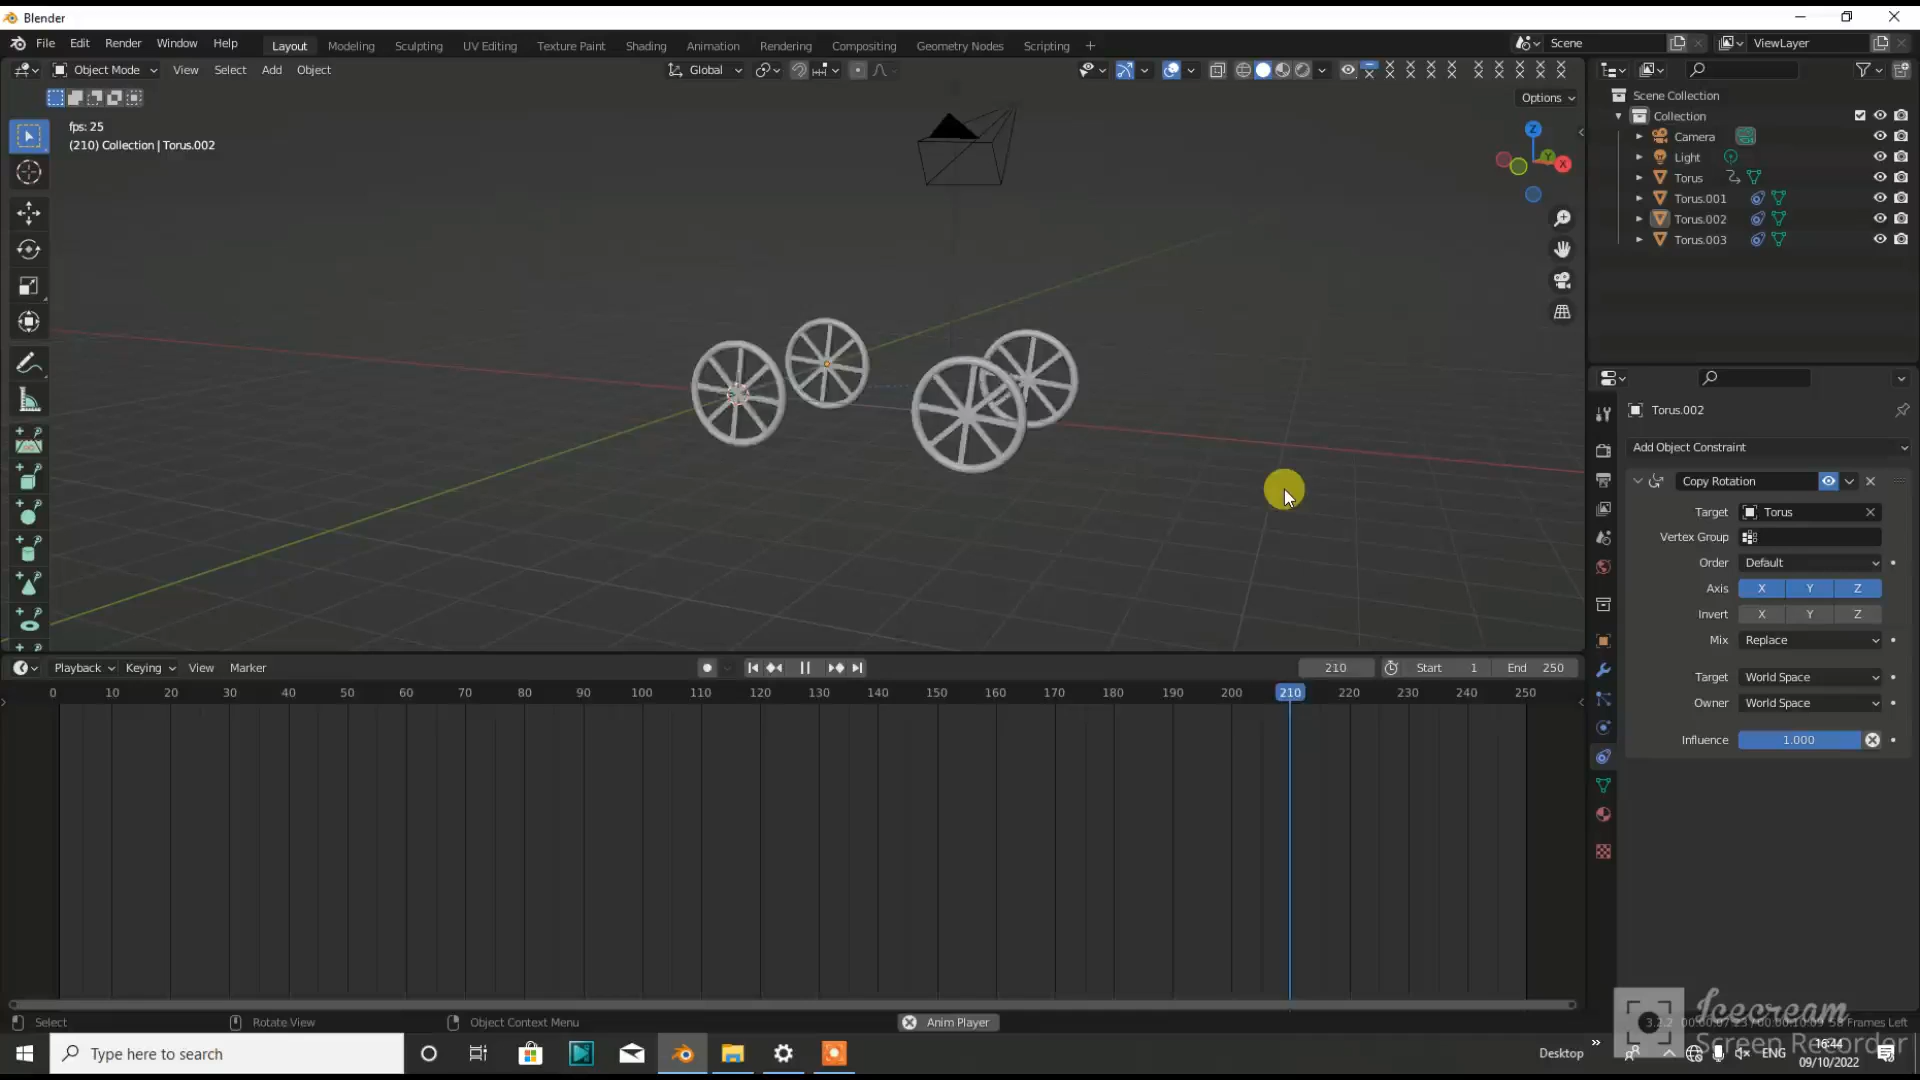 Blender
File Edit Render Window Help Layout Modeling Sculpting UV Editing Texture Paint Shading Animation Rendering Compositing Geometry Nodes Scripting Scene ViewLayer
Object Mode View Select Add Object Global
Options
fps: 25
(210) Collection | Torus.002
Z
Y
X
Scene Collection
Collection
Camera
Light
Torus
Torus.001
Torus.002
Torus.003
Torus.002
Add Object Constraint
Copy Rotation
Target Torus
Vertex Group
Order Default
Axis X Y Z
Invert X Y Z
Mix Replace
Target World Space
Owner World Space
Influence 1.000
Playback Keying View Marker 210 Start 1 End 250
0 10 20 30 40 50 60 70 80 90 100 110 120 130 140 150 160 170 180 190 200 210 220 230 240 250
Select Rotate View Object Context Menu Anim Player
Icecream
Screen Recorder
Type here to search
Desktop
ENG
16:44
09/10/2022